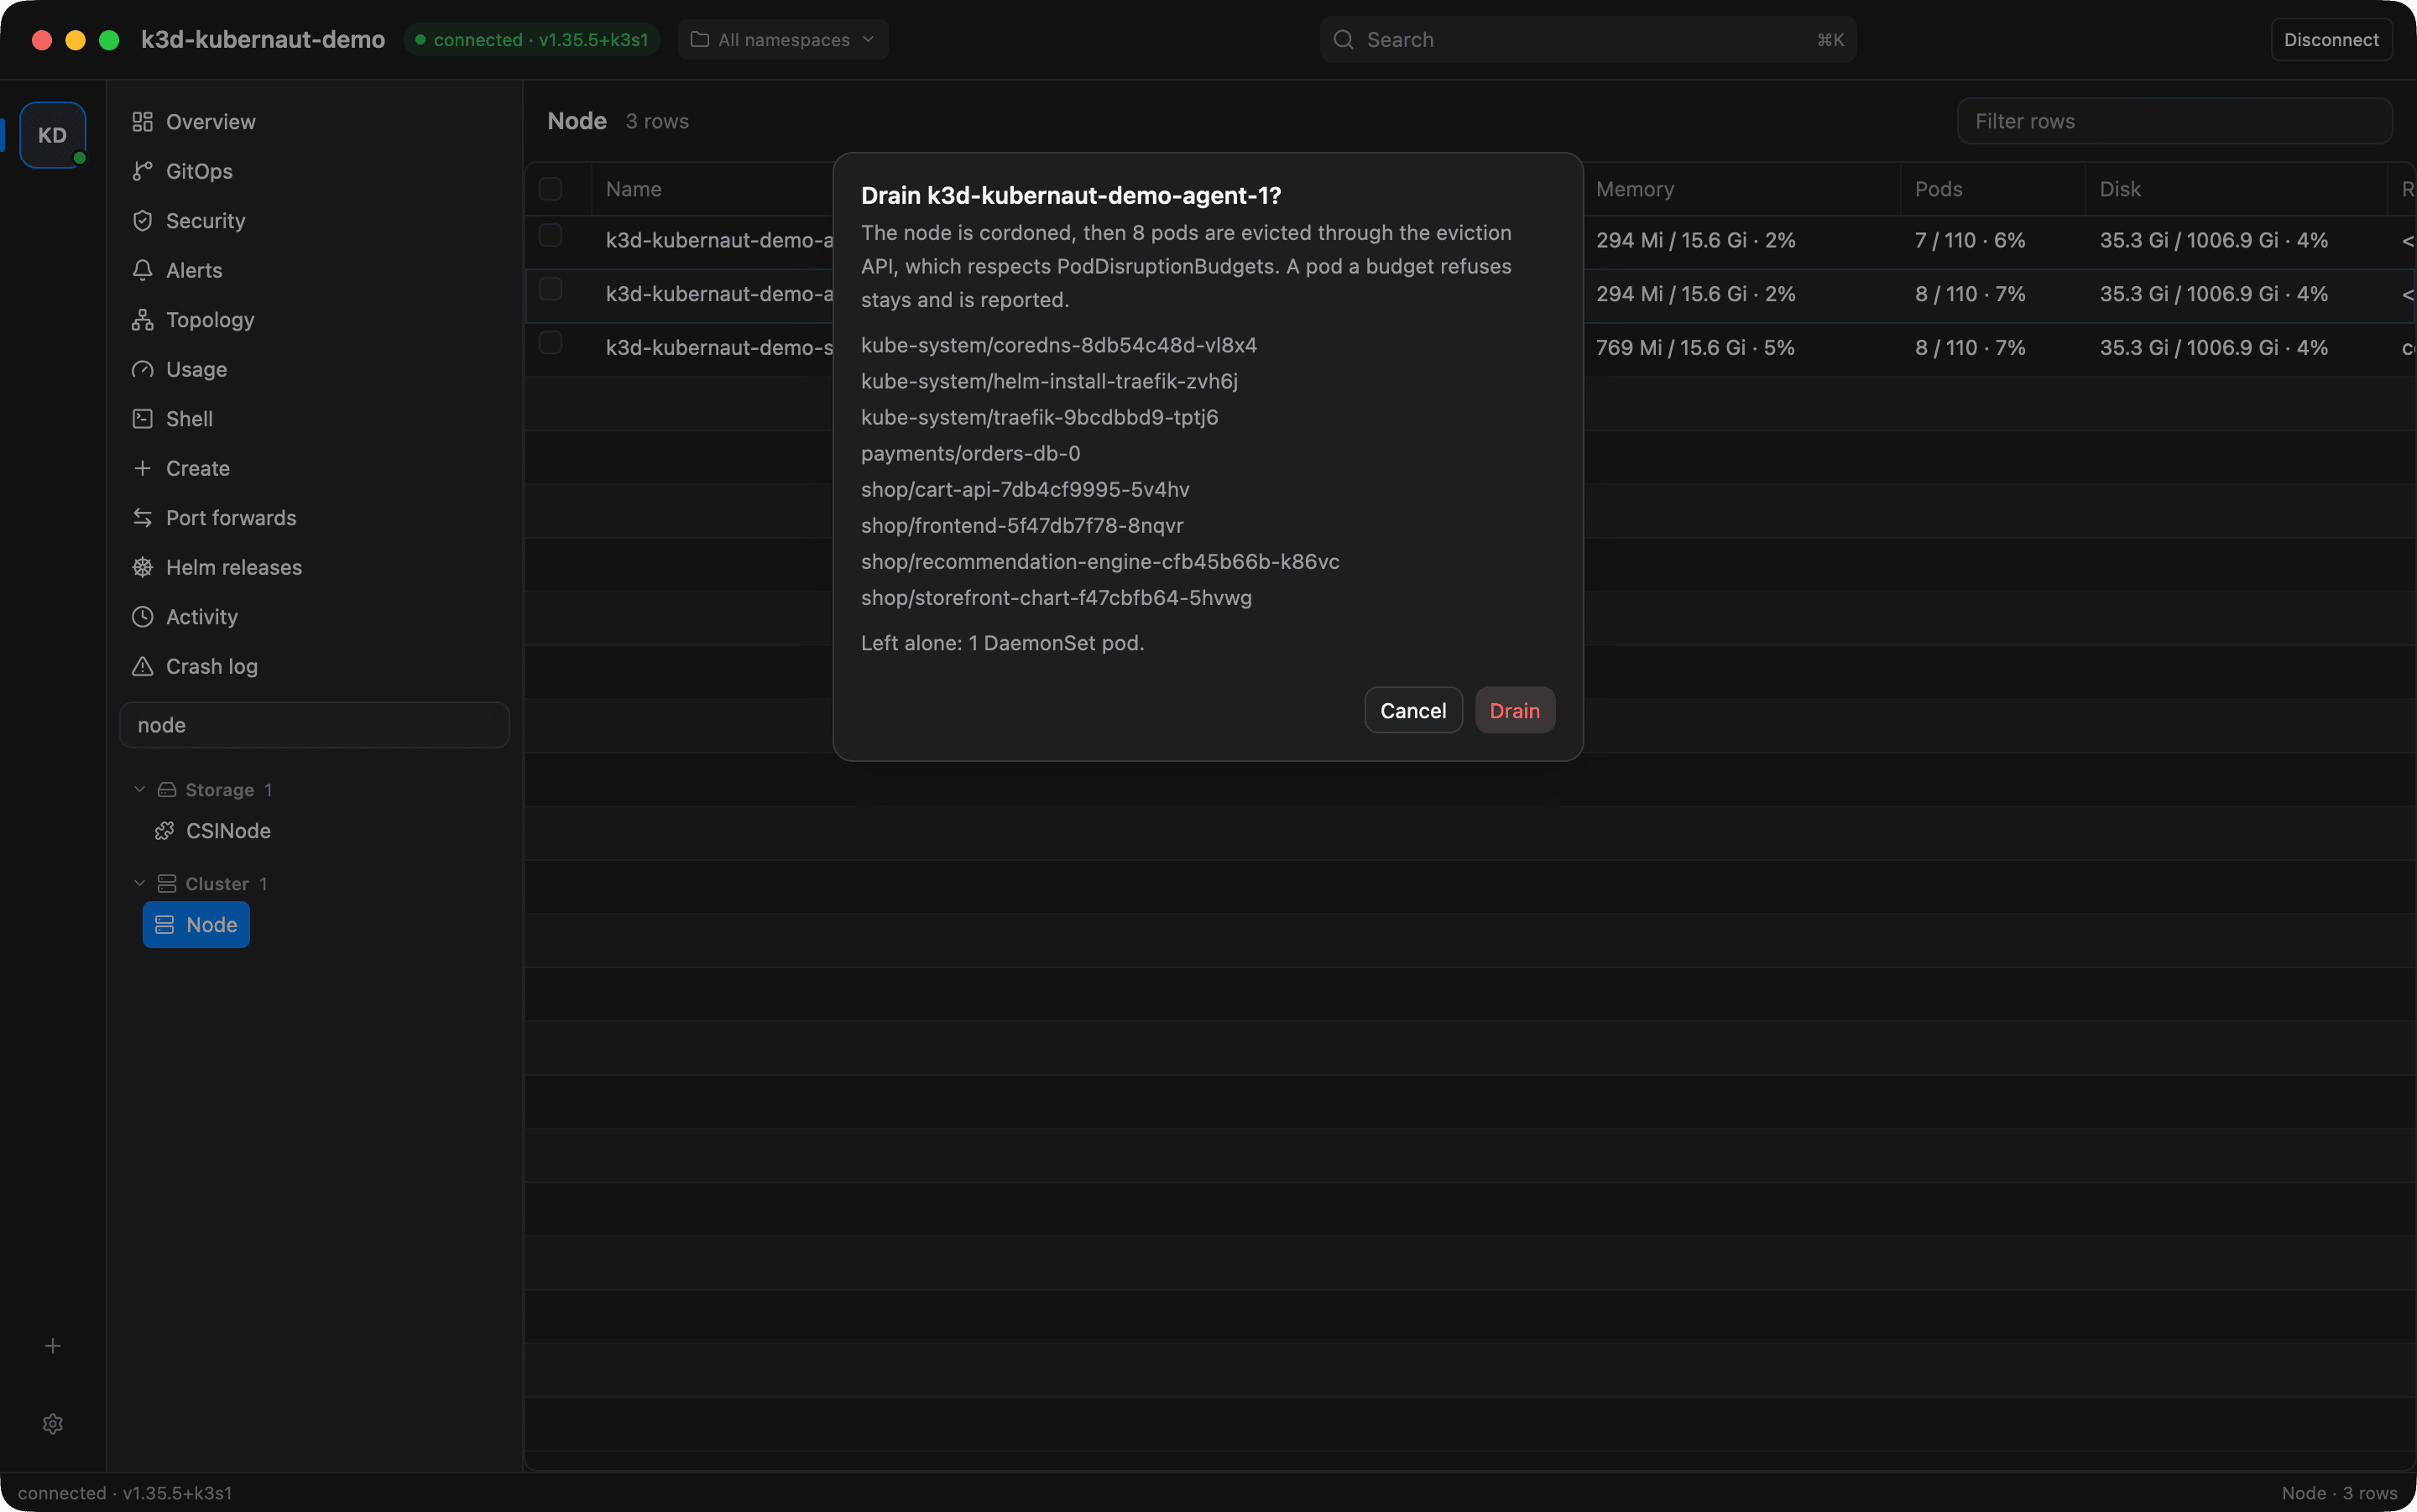 k3d-kubernaut-demo
connected · v1.35.5+k3s1
All namespaces
Search
⌘K
Disconnect
KD
Overview
GitOps
Security
Alerts
Topology
Usage
Shell
Create
Port forwards
Helm releases
Activity
Crash log
node
Storage 1
CSINode
Cluster 1
Node
Node 3 rows
Filter rows
Name Memory Pods Disk
k3d-kubernaut-demo-a 294 Mi / 15.6 Gi · 2% 7 / 110 · 6% 35.3 Gi / 1006.9 Gi · 4% <
k3d-kubernaut-demo-a 294 Mi / 15.6 Gi · 2% 8 / 110 · 7% 35.3 Gi / 1006.9 Gi · 4% <
k3d-kubernaut-demo-s 769 Mi / 15.6 Gi · 5% 8 / 110 · 7% 35.3 Gi / 1006.9 Gi · 4%
Drain k3d-kubernaut-demo-agent-1?
The node is cordoned, then 8 pods are evicted through the eviction
API, which respects PodDisruptionBudgets. A pod a budget refuses
stays and is reported.
kube-system/coredns-8db54c48d-vl8x4
kube-system/helm-install-traefik-zvh6j
kube-system/traefik-9bcdbbd9-tptj6
payments/orders-db-0
shop/cart-api-7db4cf9995-5v4hv
shop/frontend-5f47db7f78-8nqvr
shop/recommendation-engine-cfb45b66b-k86vc
shop/storefront-chart-f47cbfb64-5hvwg
Left alone: 1 DaemonSet pod.
Cancel
Drain
connected · v1.35.5+k3s1
Node · 3 rows